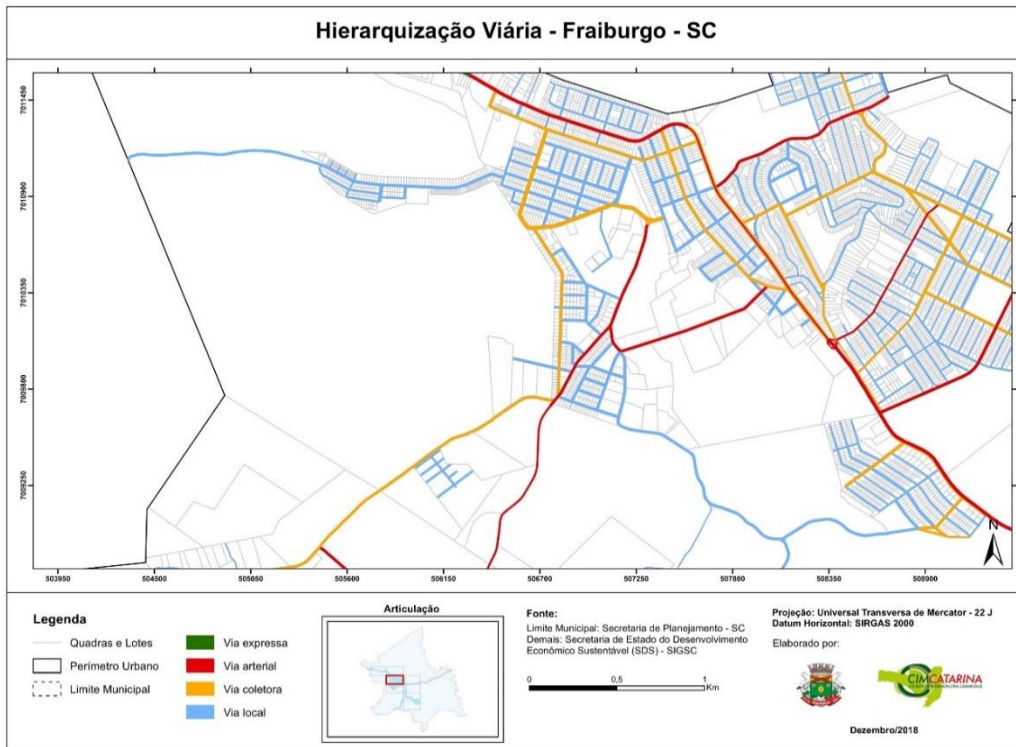 Hierarquização Viária - Fraiburgo - SC
7011450
7010900
7010350
7009800
7009250
503950
504500
505050
505600
506150
506700
507250
507800
508350
508900
N
Legenda
Quadras e Lotes
Perímetro Urbano
Limite Municipal
Via expressa
Via arterial
Via coletora
Via local
Articulação
Fonte:
Limite Municipal: Secretaria de Planejamento - SC
Demais: Secretaria de Estado do Desenvolvimento
Econômico Sustentável (SDS) - SIGSC
0 0,5 1
Km
Projeção: Universal Transversa de Mercator - 22 J
Datum Horizontal: SIRGAS 2000
Elaborado por:
CIMCATARINA
Dezembro/2018